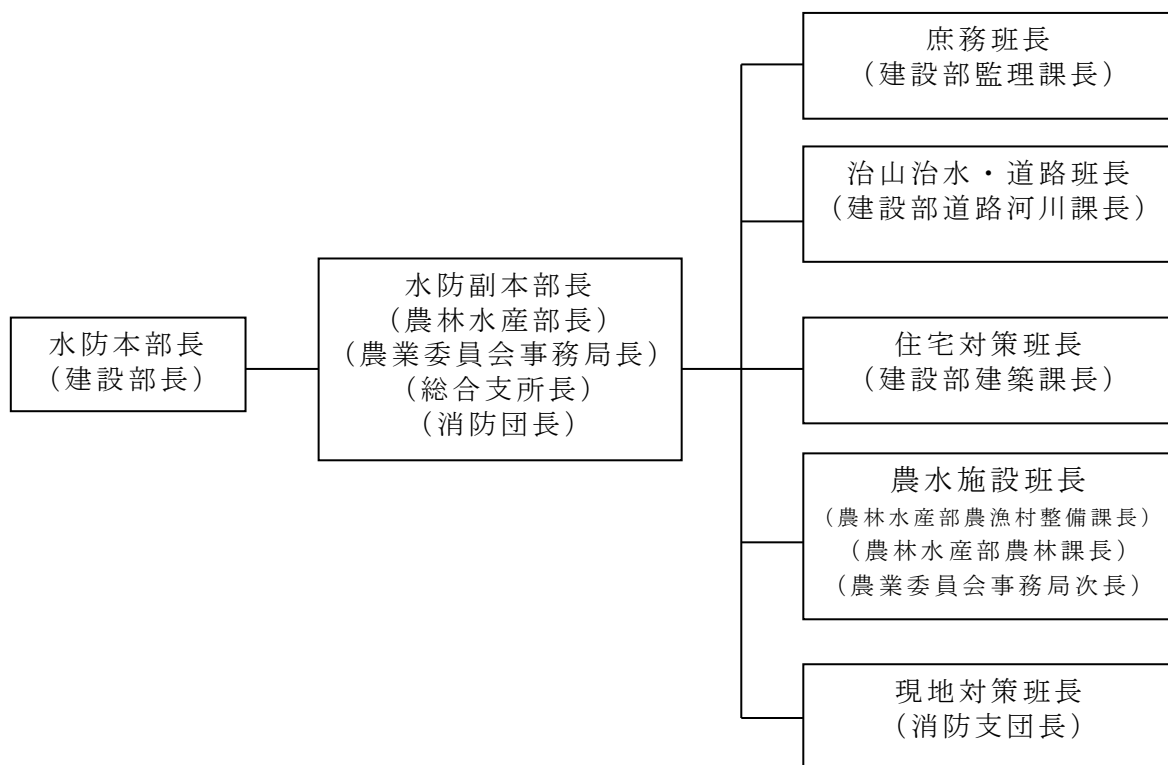 水防本部長
(建設部長)
水防副本部長
(農林水産部長)
(農業委員会事務局長)
(総合支所長)
(消防団長)
庶務班長
(建設部監理課長)
治山治水・道路班長
(建設部道路河川課長)
住宅対策班長
(建設部建築課長)
農水施設班長
(農林水産部農漁村整備課長)
(農林水産部農林課長)
(農業委員会事務局次長)
現地対策班長
(消防支団長)